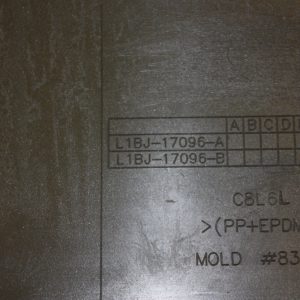 A B C D
L1BJ-17096-A
L1BJ-17096-B
C8L6L
>(PP+EPDM
MOLD #83